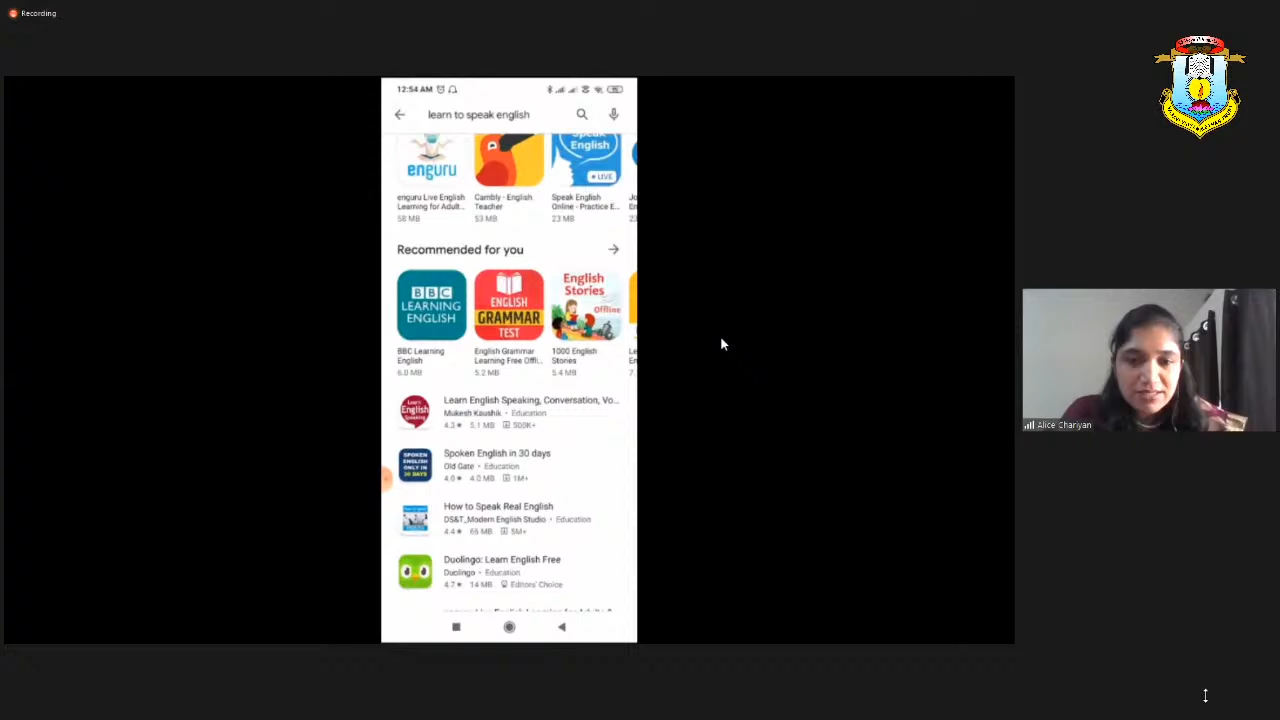 Recording
12:54 AM
learn to speak english
enguru
Speak
English
LIVE
enguru Live English
Learning for Adult...
58 MB
Cambly - English
Teacher
53 MB
Speak English
Online - Practice E...
23 MB
Recommended for you
BBC
LEARNING
ENGLISH
ENGLISH
GRAMMAR
TEST
English
Stories
Offline
BBC Learning
English
6.0 MB
English Grammar
Learning Free Offli...
5.2 MB
1000 English
Stories
5.4 MB
Learn
English
Speaking
Learn English Speaking, Conversation, Vo...
Mukesh Kaushik • Education
4.3★ 5.1 MB 500K+
SPOKEN
ENGLISH
ONLY IN
30 DAYS
Spoken English in 30 days
Old Gate • Education
4.0★ 4.0 MB 1M+
How to Speak Real English
DS&T_Modern English Studio • Education
4.4★ 66 MB 5M+
Duolingo: Learn English Free
Duolingo • Education
4.7★ 14 MB Editors' Choice
Alice Chariyan